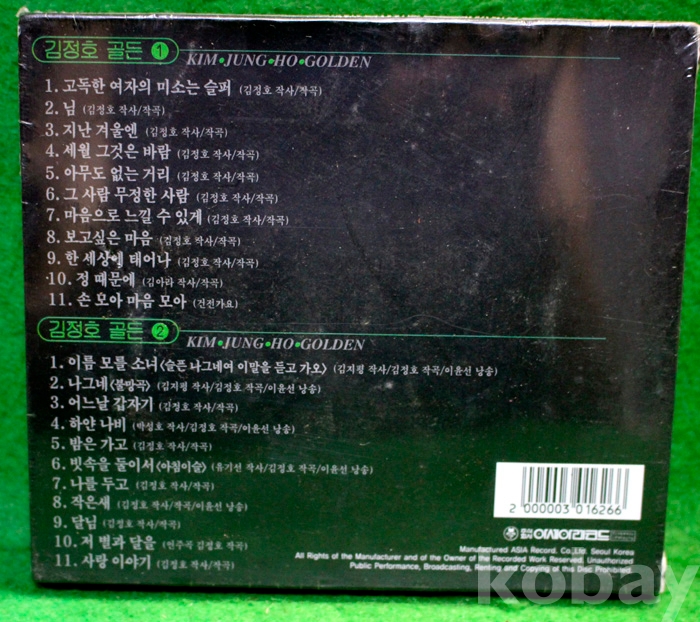 김정호 골든 1
KIM•JUNG•HO•GOLDEN
1. 고독한 여자의 미소는 슬퍼 (김정호 작사/작곡)
2. 님 (김정호 작사/작곡)
3. 지난 겨울엔 (김정호 작사/작곡)
4. 세월 그것은 바람 (김정호 작사/작곡)
5. 아무도 없는 거리 (김정호 작사/작곡)
6. 그 사람 무정한 사람 (김정호 작사/작곡)
7. 마음으로 느낄 수 있게 (김정호 작사/작곡)
8. 보고싶은 마음 (김정호 작사/작곡)
9. 한 세상에 태어나 (김정호 작사/작곡)
10. 정 때문에 (김아라 작사/작곡)
11. 손 모아 마음 모아 (건전가요)
김정호 골든 2
KIM•JUNG•HO•GOLDEN
1. 이름 모를 소녀<슬픈 나그네여 이말을 듣고 가오> (김지평 작사/김정호 작곡/이윤선 낭송)
2. 나그네<불망곡> (김지평 작사/김정호 작곡/이윤선 낭송)
3. 어느날 갑자기 (김정호 작사/작곡)
4. 하얀 나비 (박성호 작사/김정호 작곡/이윤선 낭송)
5. 밤은 가고 (김정호 작사/작곡)
6. 빗속을 둘이서<아침이슬> (유기선 작사/김정호 작곡/이윤선 낭송)
7. 나를 두고 (김정호 작사/작곡)
8. 작은새 (김정호 작사/작곡/이윤선 낭송)
9. 달님 (김정호 작사/작곡)
10. 저 별과 달을 (연주곡 김정호 작곡)
11. 사랑 이야기 (김정호 작사/작곡)
2 000003 016266
주식회사 아세아레코드
Manufactured ASIA Record. Co.,Ltd. Seoul Korea
All Rights of the Manufacturer and of the Owner of the Recorded Work Reserved. Unauthorized
Public Performance, Broadcasting, Renting and Copying of this Disc Prohibited.
kobay